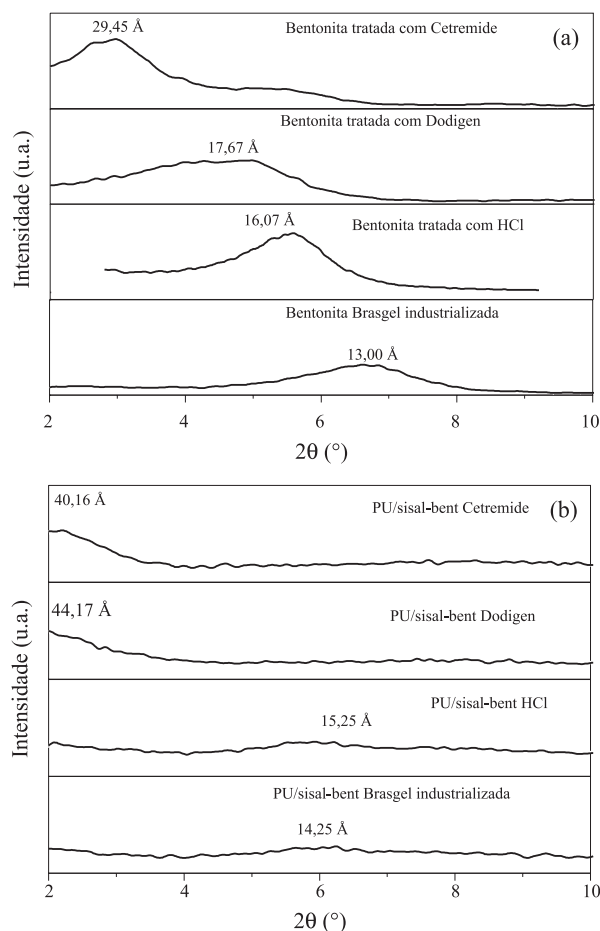 29,45 Å
Bentonita tratada com Cetremide
(a)
Bentonita tratada com Dodigen
17,67 Å
Bentonita tratada com HCl
16,07 Å
Bentonita Brasgel industrializada
13,00 Å
Intensidade (u.a.)
2 4 6 8 10
2θ (°)
(b)
40,16 Å
PU/sisal-bent Cetremide
44,17 Å
PU/sisal-bent Dodigen
PU/sisal-bent HCl
15,25 Å
PU/sisal-bent Brasgel industrializada
14,25 Å
Intensidade (u.a.)
2 4 6 8 10
2θ (°)